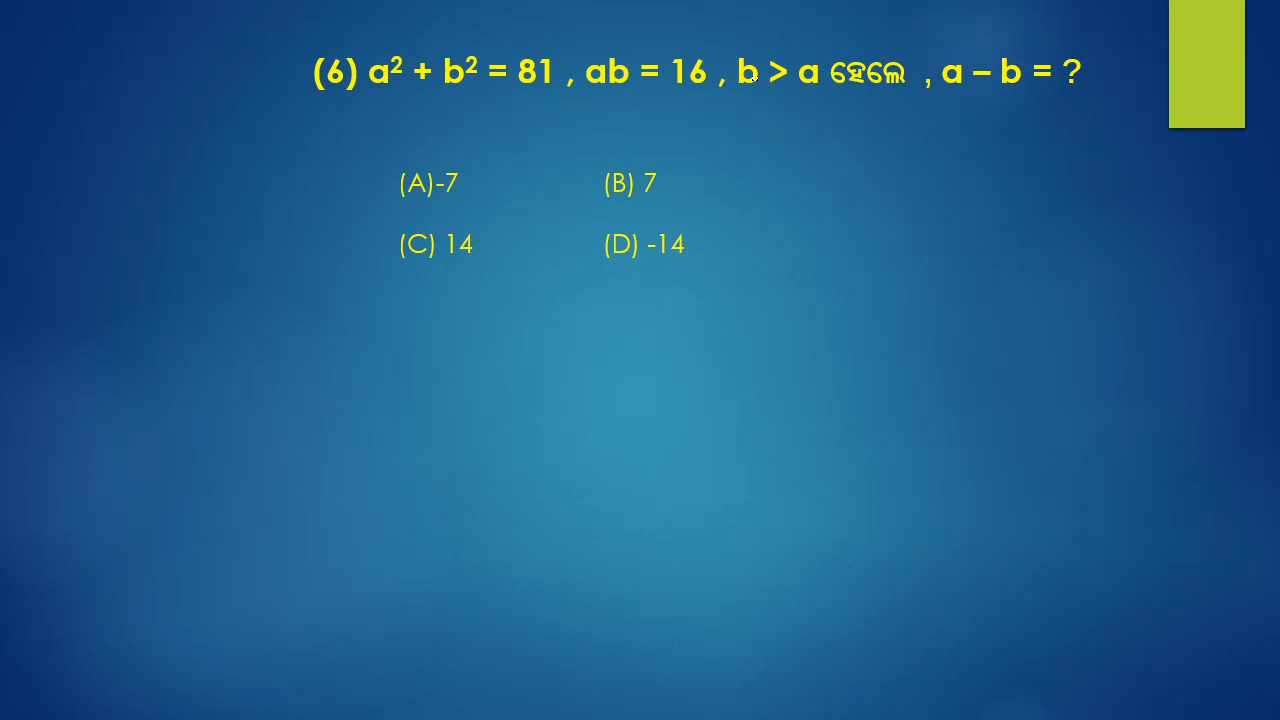 (6) a² + b² = 81 , ab = 16 , b > a ହେଲେ , a – b = ?
(A)-7 (B) 7
(C) 14 (D) -14